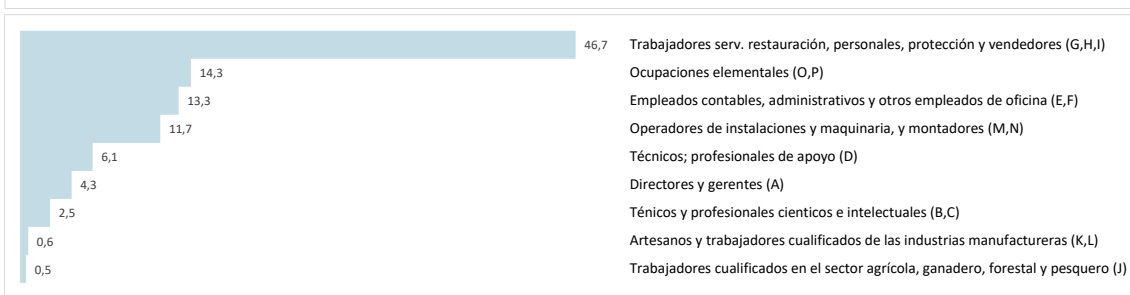 46,7 Trabajadores serv. restauración, personales, protección y vendedores (G,H,I)
14,3 Ocupaciones elementales (O,P)
13,3 Empleados contables, administrativos y otros empleados de oficina (E,F)
11,7 Operadores de instalaciones y maquinaria, y montadores (M,N)
6,1 Técnicos; profesionales de apoyo (D)
4,3 Directores y gerentes (A)
2,5 Ténicos y profesionales cienticos e intelectuales (B,C)
0,6 Artesanos y trabajadores cualificados de las industrias manufactureras (K,L)
0,5 Trabajadores cualificados en el sector agrícola, ganadero, forestal y pesquero (J)